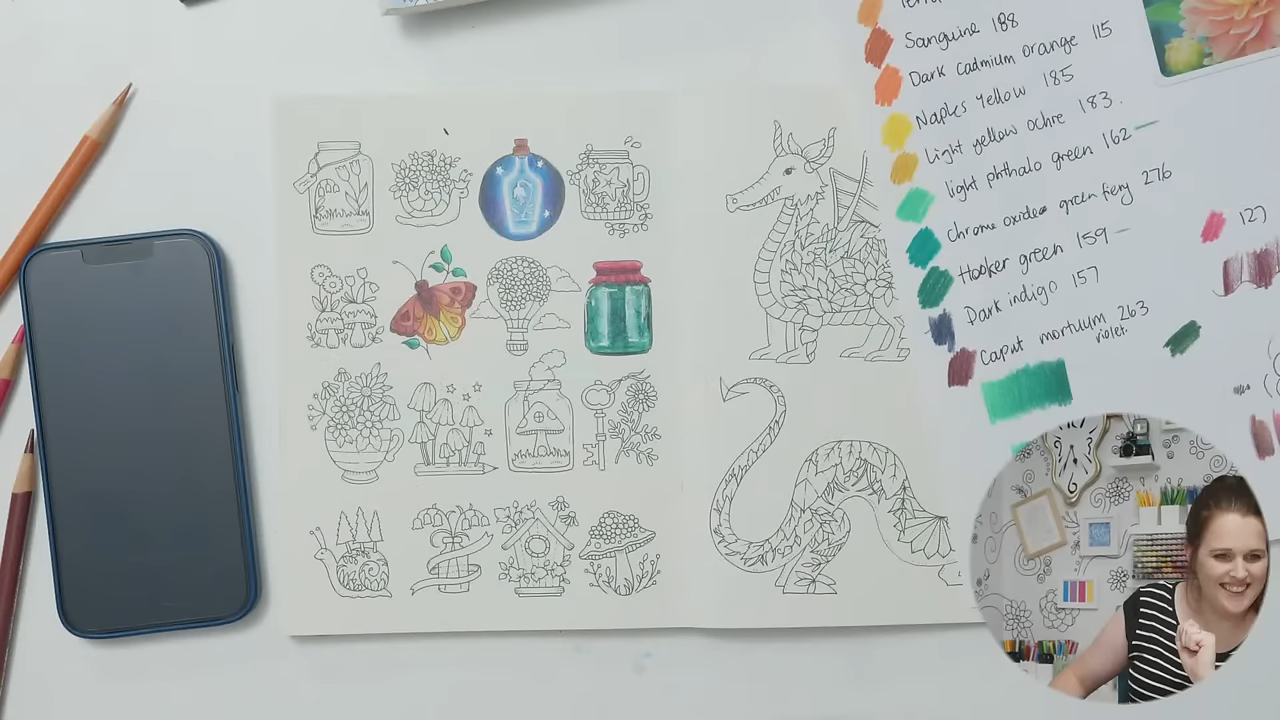 Sanguine 188
Dark Cadmium Orange 115
Naples Yellow 185
light yellow ochre 183.
light phthalo green 162
chrome oxide green fiery 276
Hooker green 159
Dark indigo 157
Caput mortuum 263
violet.
127